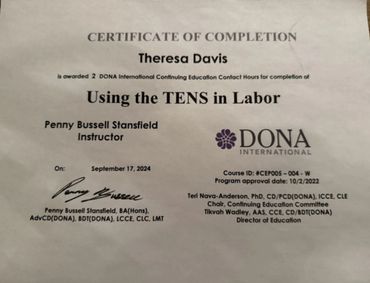 CERTIFICATE OF COMPLETION
Theresa Davis
is awarded 2 DONA International Continuing Education Contact Hours for completion of
Using the TENS in Labor
Penny Bussell Stansfield
Instructor
DONA
INTERNATIONAL
On: September 17, 2024
Penny Bussell
Penny Bussell Stansfield, BA(Hons),
AdvCD(DONA), BDT(DONA), LCCE, CLC, LMT
Course ID: #CEP005 – 004 - W
Program approval date: 10/2/2022
Teri Nava-Anderson, PhD, CD/PCD(DONA), ICCE, CLE
Chair, Continuing Education Committee
Tikvah Wadley, AAS, CCE, CD/BDT(DONA)
Director of Education